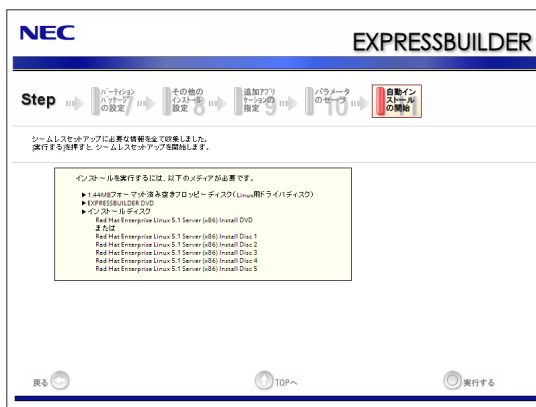 NEC
EXPRESSBUILDER
Step
パーティション
パッケージ
の設定
7
その他の
インストール
設定
8
追加アプリ
ケーションの
指定
9
パラメータ
のセーブ
10
自動イン
ストール
の開始
11
シームレスセットアップに必要な情報を全て収集しました。
[実行する]を押すと、シームレスセットアップを開始します。
インストールを実行するには、以下のメディアが必要です。
▶1.44MBフォーマット済み空きフロッピーディスク(Linux用ドライバディスク)
▶EXPRESSBUILDER DVD
▶インストールディスク
Red Hat Enterprise Linux 5.1 Server (x86) Install DVD
または
Red Hat Enterprise Linux 5.1 Server (x86) Install Disc 1
Red Hat Enterprise Linux 5.1 Server (x86) Install Disc 2
Red Hat Enterprise Linux 5.1 Server (x86) Install Disc 3
Red Hat Enterprise Linux 5.1 Server (x86) Install Disc 4
Red Hat Enterprise Linux 5.1 Server (x86) Install Disc 5
戻る
TOPへ
実行する